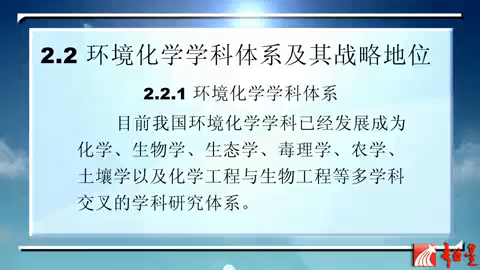 2.2 环境化学学科体系及其战略地位
2.2.1 环境化学学科体系
目前我国环境化学学科已经发展成为
化学、生物学、生态学、毒理学、农学、
土壤学以及化学工程与生物工程等多学科
交叉的学科研究体系。